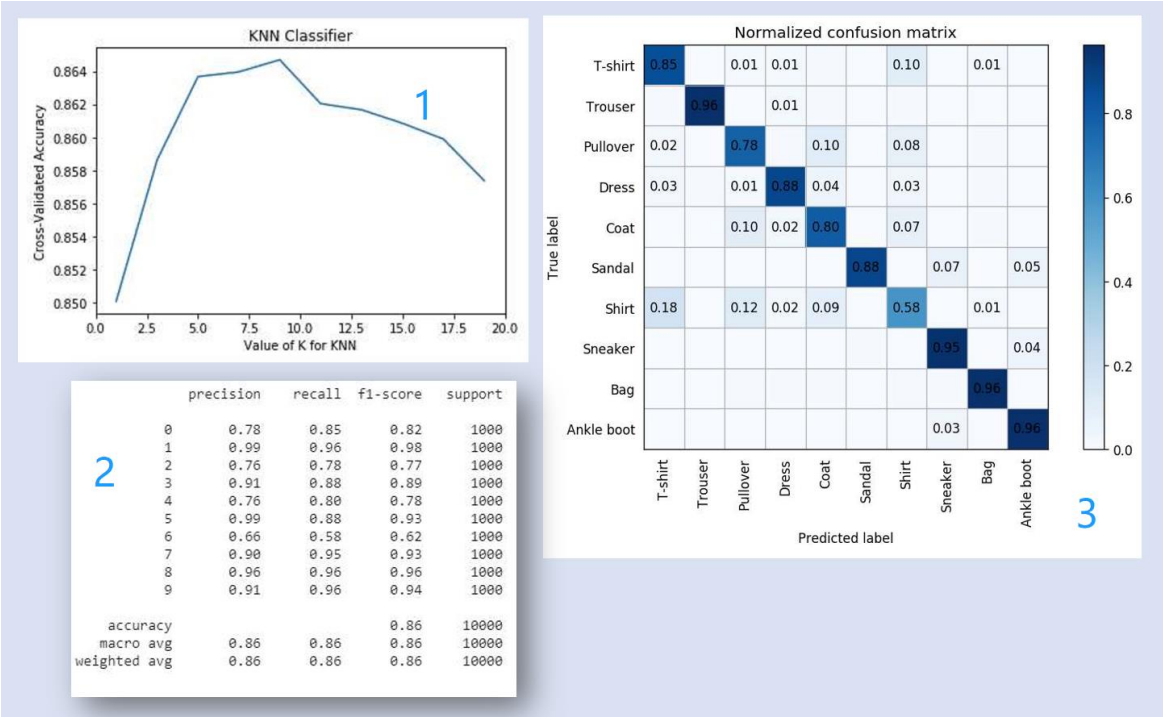 KNN Classifier
0.864
0.862
0.860
0.858
0.856
0.854
0.852
0.850
Cross-Validated Accuracy
0.0 2.5 5.0 7.5 10.0 12.5 15.0 17.5 20.0
Value of K for KNN
1
precision recall f1-score support
0 0.78 0.85 0.82 1000
1 0.99 0.96 0.98 1000
2 0.76 0.78 0.77 1000
3 0.91 0.88 0.89 1000
4 0.76 0.80 0.78 1000
5 0.99 0.88 0.93 1000
6 0.66 0.58 0.62 1000
7 0.90 0.95 0.93 1000
8 0.96 0.96 0.96 1000
9 0.91 0.96 0.94 1000
accuracy 0.86 10000
macro avg 0.86 0.86 0.86 10000
weighted avg 0.86 0.86 0.86 10000
2
Normalized confusion matrix
True label
T-shirt 0.85 0.01 0.01 0.10 0.01
Trouser 0.96 0.01
Pullover 0.02 0.78 0.10 0.08
Dress 0.03 0.01 0.88 0.04 0.03
Coat 0.10 0.02 0.80 0.07
Sandal 0.88 0.07 0.05
Shirt 0.18 0.12 0.02 0.09 0.58 0.01
Sneaker 0.95 0.04
Bag 0.96
Ankle boot 0.03 0.96
T-shirt Trouser Pullover Dress Coat Sandal Shirt Sneaker Bag Ankle boot
Predicted label
0.8
0.6
0.4
0.2
0.0
3